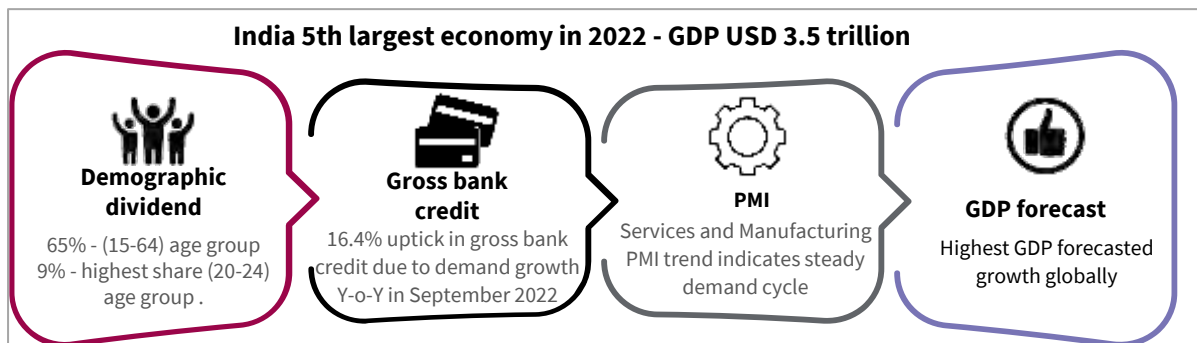 India 5th largest economy in 2022 - GDP USD 3.5 trillion
Demographic
dividend
65% - (15-64) age group
9% - highest share (20-24)
age group .
Gross bank
credit
16.4% uptick in gross bank
credit due to demand growth
Y-o-Y in September 2022
PMI
Services and Manufacturing
PMI trend indicates steady
demand cycle
GDP forecast
Highest GDP forecasted
growth globally